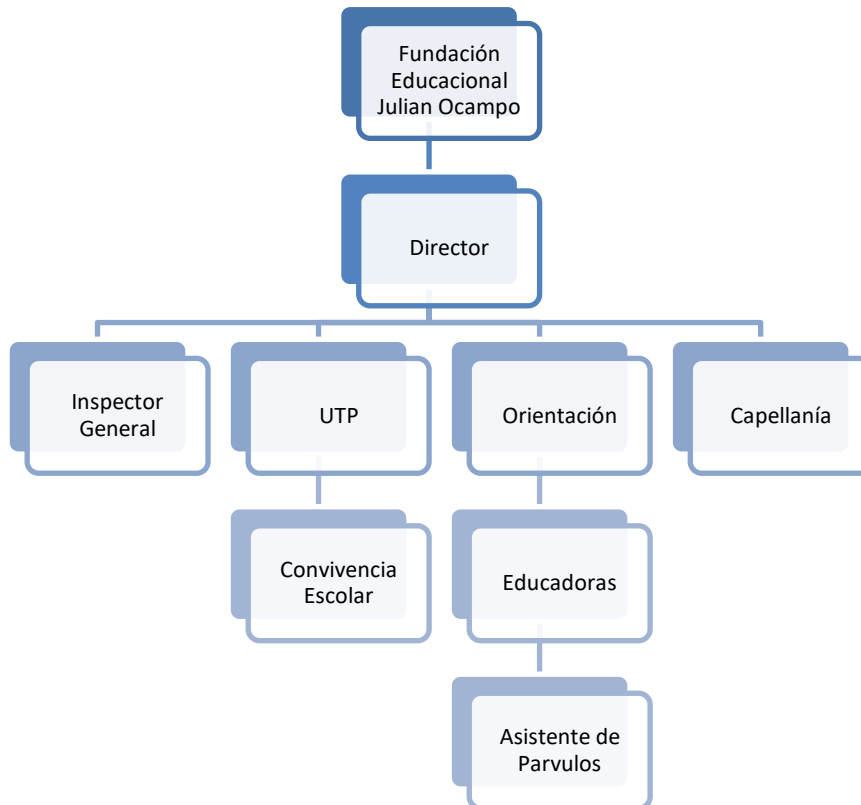 Fundación
Educacional
Julian Ocampo
Director
Inspector
General
UTP
Orientación
Capellanía
Convivencia
Escolar
Educadoras
Asistente de
Parvulos